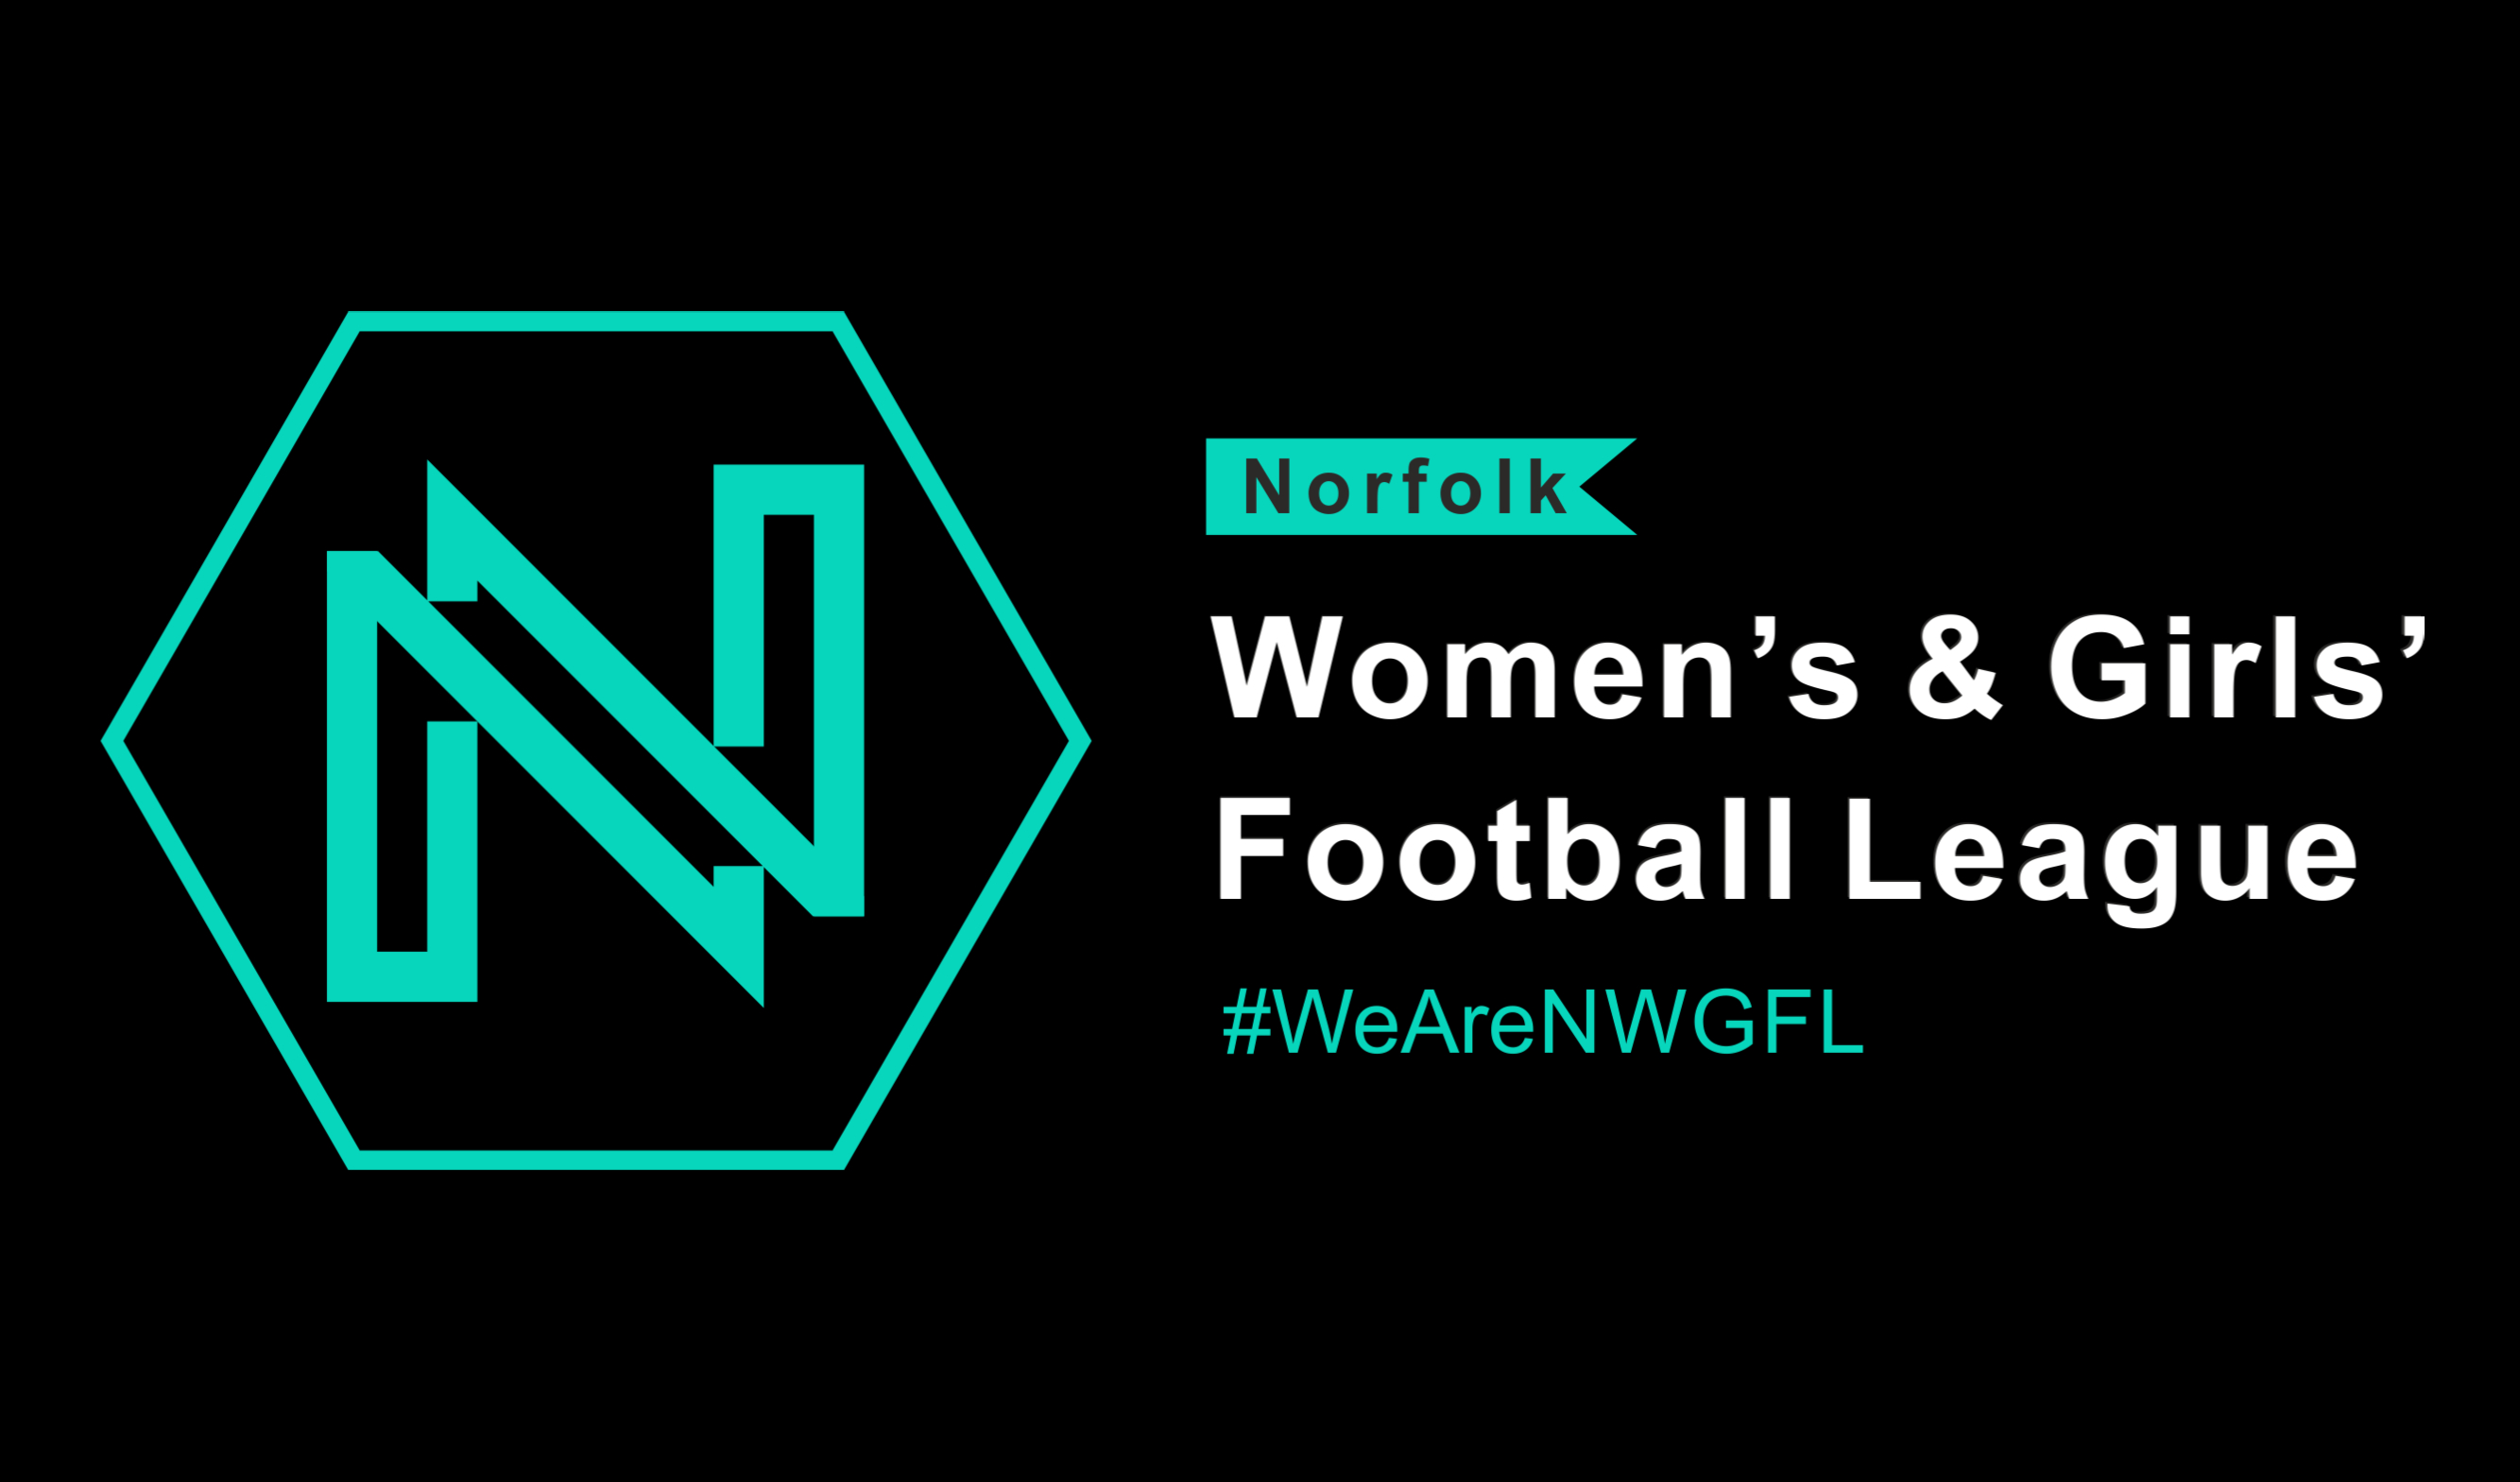 N
Norfolk
Women’s & Girls’
Football League
#WeAreNWGFL